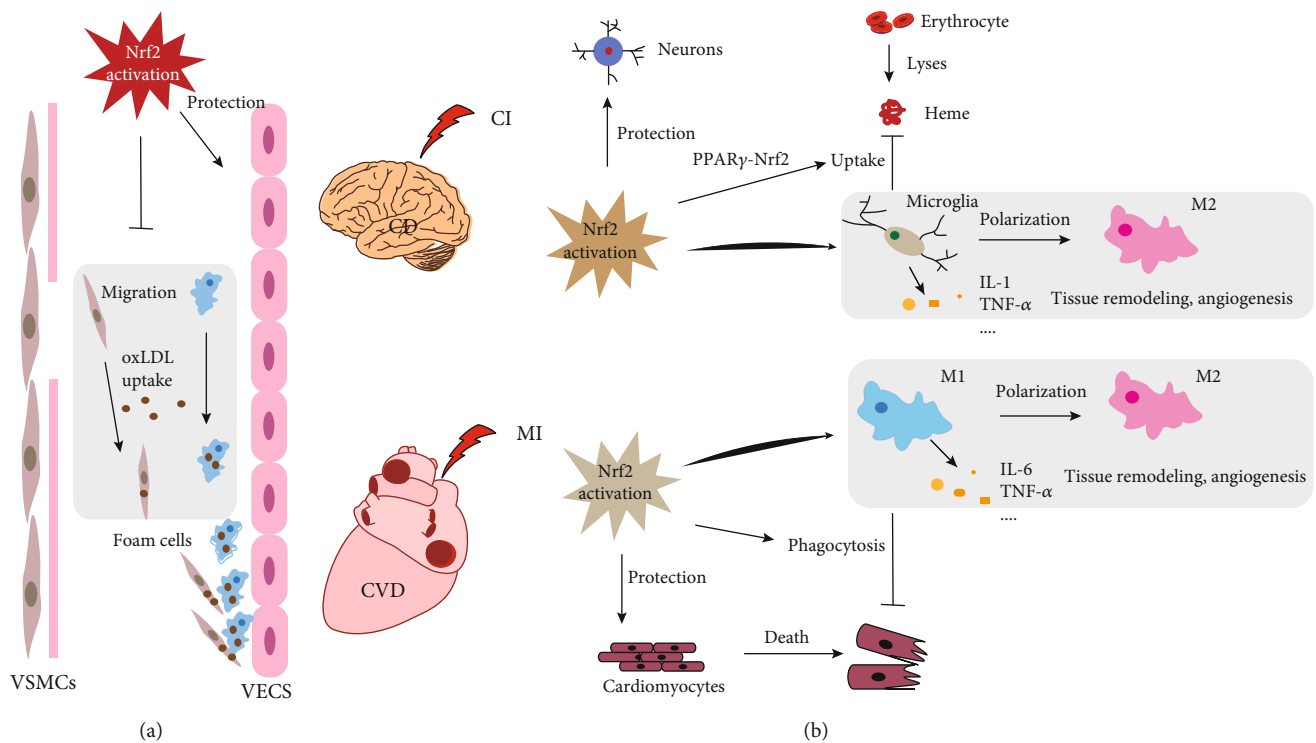 Nrf2
activation
Protection
Migration
oxLDL
uptake
Foam cells
VSMCs
VECS
(a)
CI
CD
MI
CVD
Neurons
Protection
Nrf2
activation
PPARγ-Nrf2
Uptake
Erythrocyte
Lyses
Heme
Microglia
Polarization
M2
IL-1
TNF-α
....
Tissue remodeling, angiogenesis
Nrf2
activation
M1
Polarization
M2
IL-6
TNF-α
....
Tissue remodeling, angiogenesis
Phagocytosis
Protection
Cardiomyocytes
Death
(b)